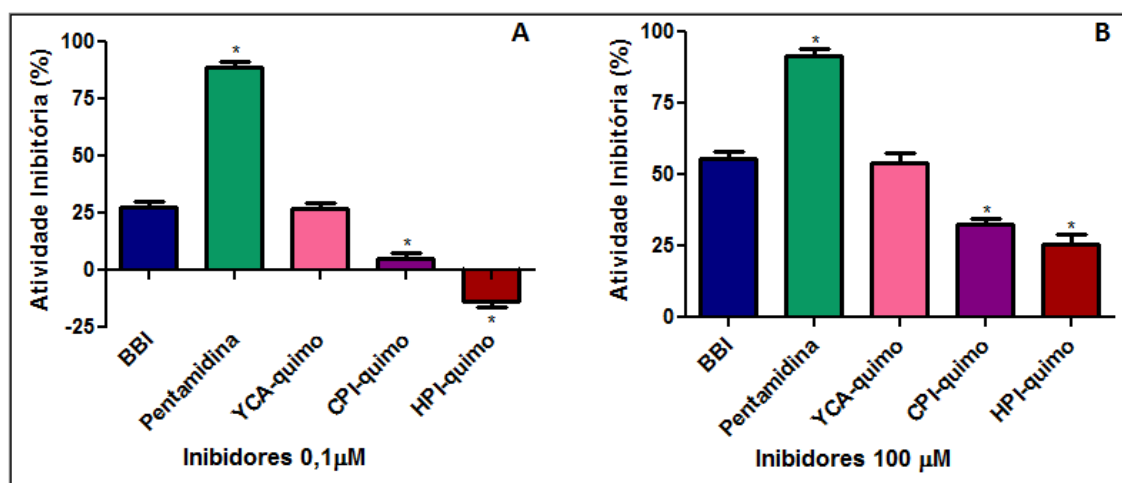 A
Atividade Inibitória (%)
100
75
50
25
0
-25
*
*
*
BBI
Pentamidina
YCA-quimo
CPI-quimo
HPI-quimo
Inibidores 0,1µM
B
Atividade Inibitória (%)
100
75
50
25
0
*
*
*
BBI
Pentamidina
YCA-quimo
CPI-quimo
HPI-quimo
Inibidores 100 µM